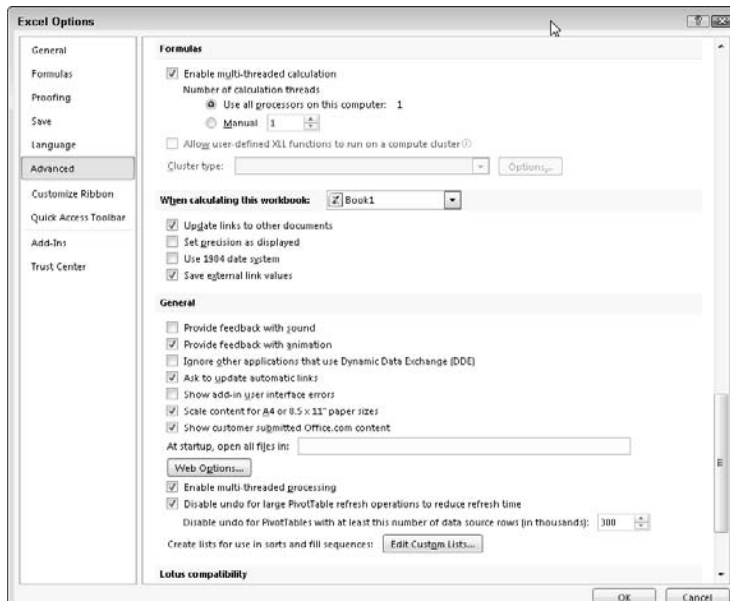 Excel Options
General
Formulas
Proofing
Save
Language
Advanced
Customize Ribbon
Quick Access Toolbar
Add-Ins
Trust Center
Formulas
Enable multi-threaded calculation
Number of calculation threads
Use all processors on this computer: 1
Manual 1
Allow user-defined XLL functions to run on a compute cluster
Cluster type: Options...
When calculating this workbook: Book1
Update links to other documents
Set precision as displayed
Use 1904 date system
Save external link values
General
Provide feedback with sound
Provide feedback with animation
Ignore other applications that use Dynamic Data Exchange (DDE)
Ask to update automatic links
Show add-in user interface errors
Scale content for A4 or 8.5 x 11" paper sizes
Show customer submitted Office.com content
At startup, open all files in:
Web Options...
Enable multi-threaded processing
Disable undo for large PivotTable refresh operations to reduce refresh time
Disable undo for PivotTables with at least this number of data source rows (in thousands): 300
Create lists for use in sorts and fill sequences: Edit Custom Lists...
Lotus compatibility
OK Cancel